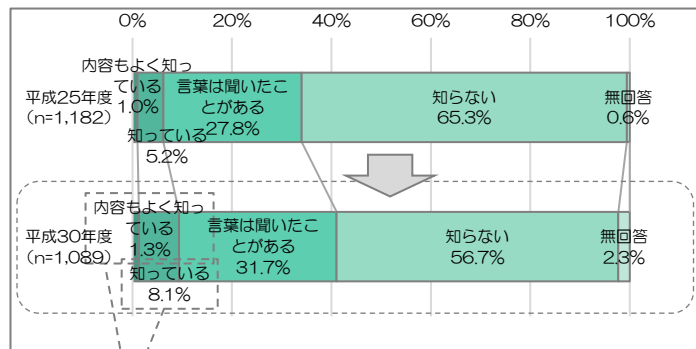 0% 20% 40% 60% 80% 100%
内容もよく知っ
ている
1.0%
平成25年度
(n=1,182)
知っている
5.2%
言葉は聞いたこ
とがある
27.8%
知らない
65.3%
無回答
0.6%
内容もよく知っ
ている
1.3%
平成30年度
(n=1,089)
知っている
8.1%
言葉は聞いたこ
とがある
31.7%
知らない
56.7%
無回答
2.3%